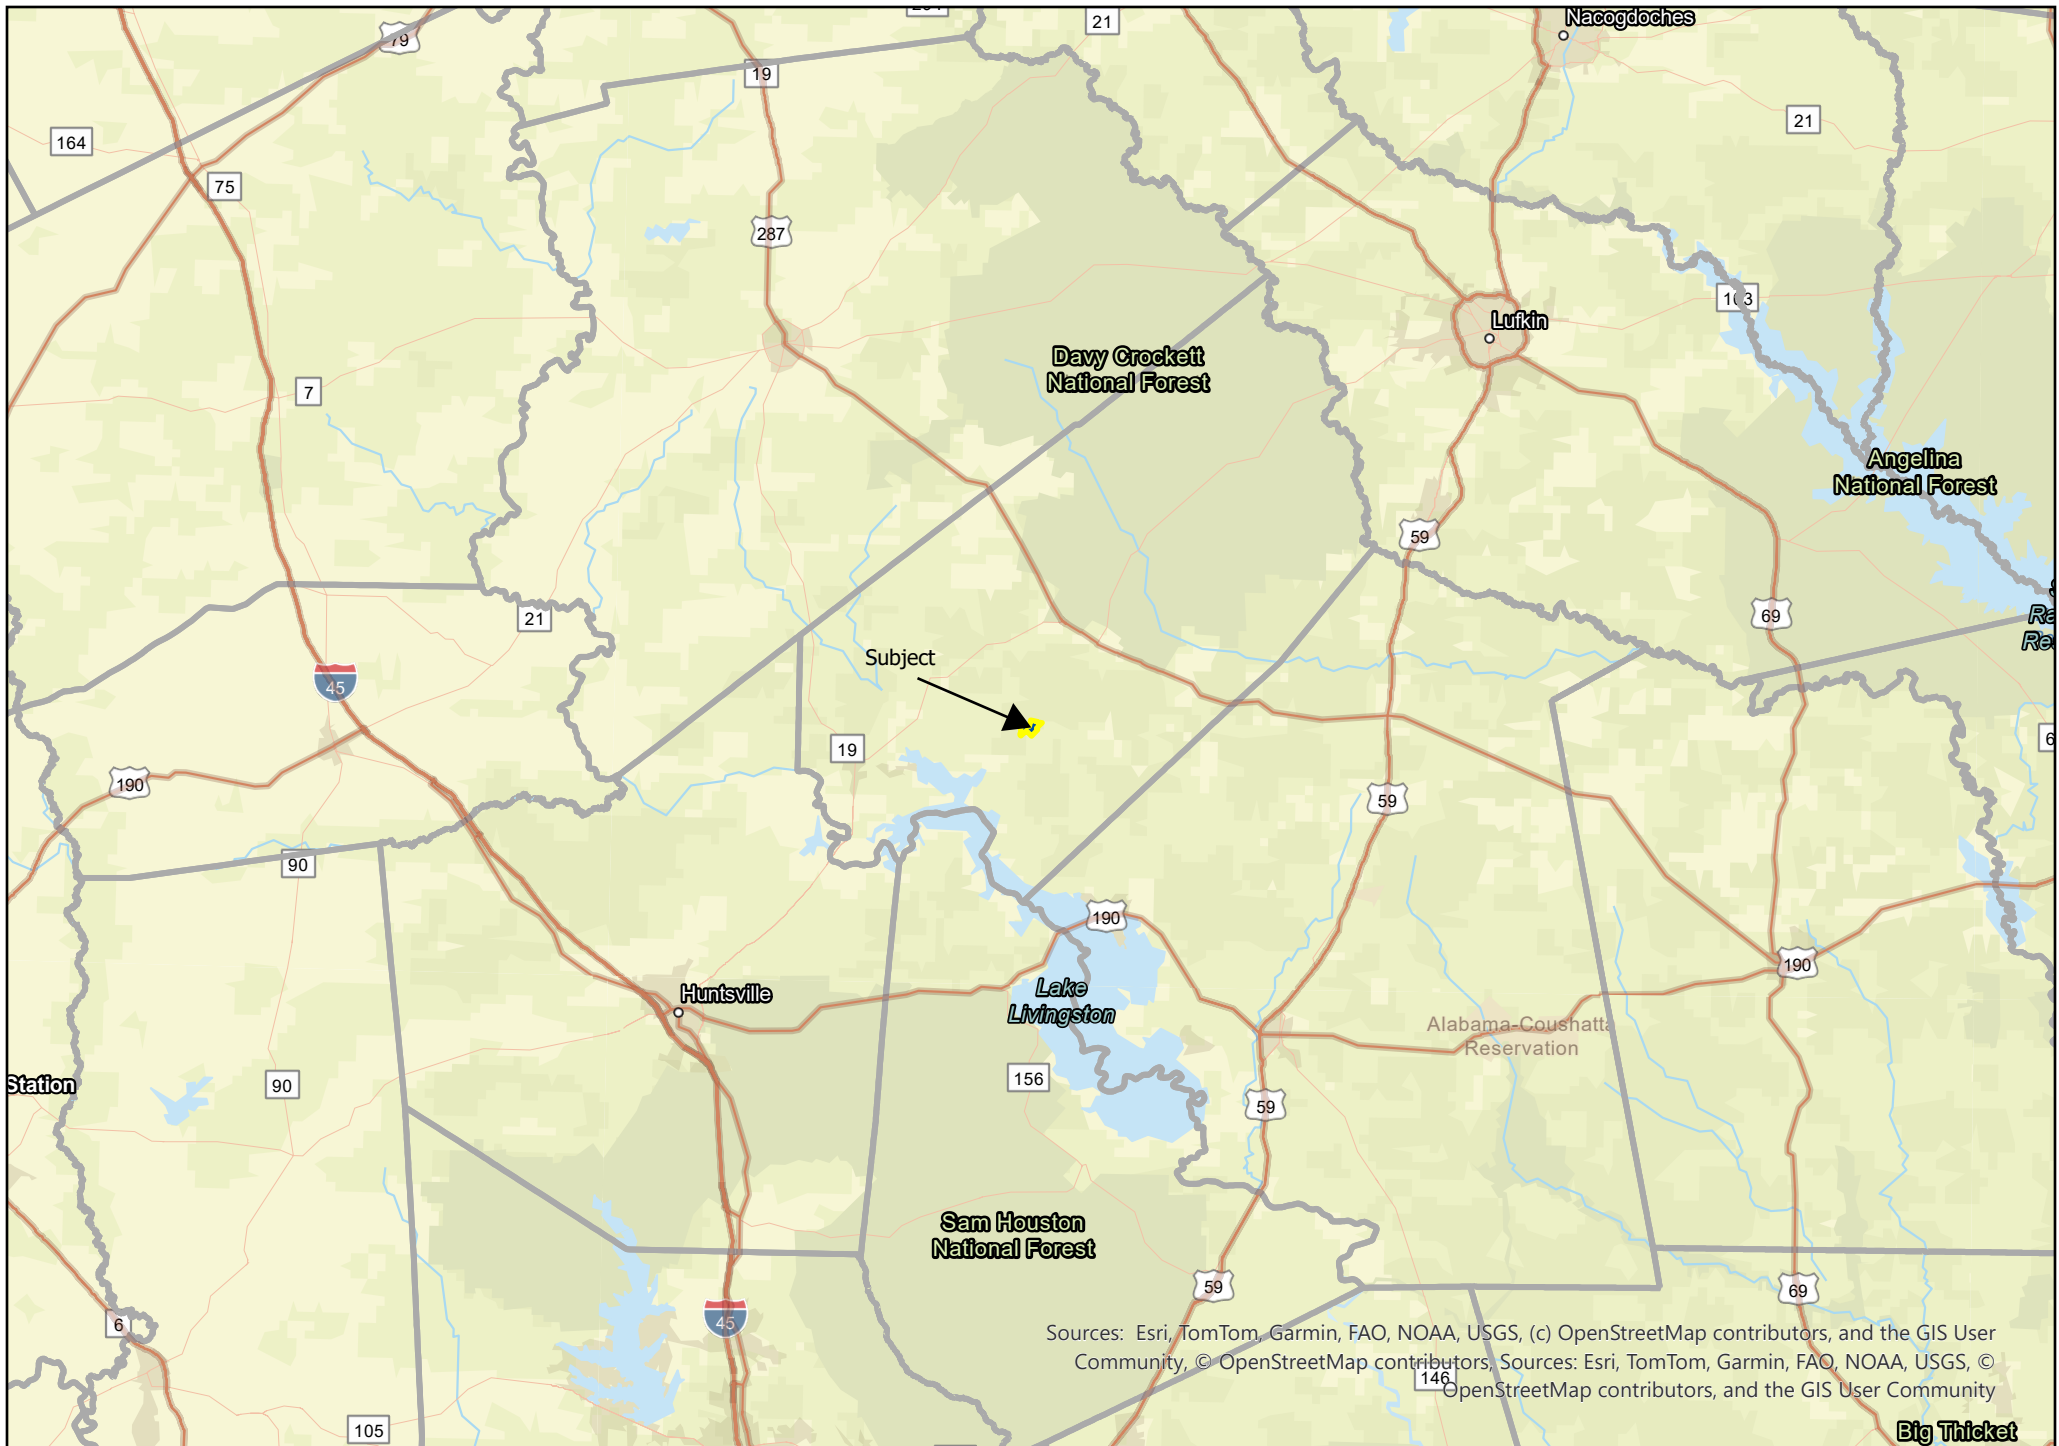 Nacogdoches
21
79
19
21
164
75
287
103
Lufkin
Davy Crockett
National Forest
7
Angelina
National Forest
59
21
69
Subject
45
19
190
59
90
190
190
Huntsville
Lake
Livingston
Alabama-Coushatta
Reservation
Station
90
156
59
Sam Houston
National Forest
59
69
45
6
Sources: Esri, TomTom, Garmin, FAO, NOAA, USGS, (c) OpenStreetMap contributors, and the GIS User
Community, © OpenStreetMap contributors, Sources: Esri, TomTom, Garmin, FAO, NOAA, USGS, ©
OpenStreetMap contributors, and the GIS User Community
146
105
Big Thicket